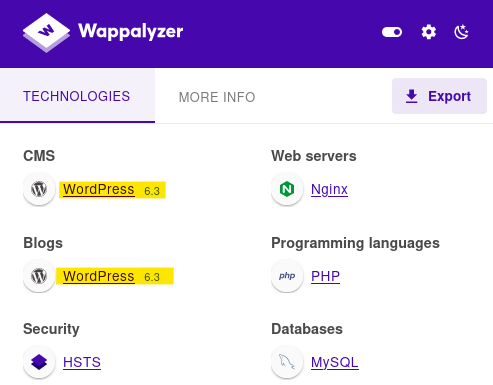 Wappalyzer
TECHNOLOGIES
MORE INFO
Export
CMS
WordPress 6.3
Web servers
Nginx
Blogs
WordPress 6.3
Programming languages
php PHP
Security
HSTS
Databases
MySQL